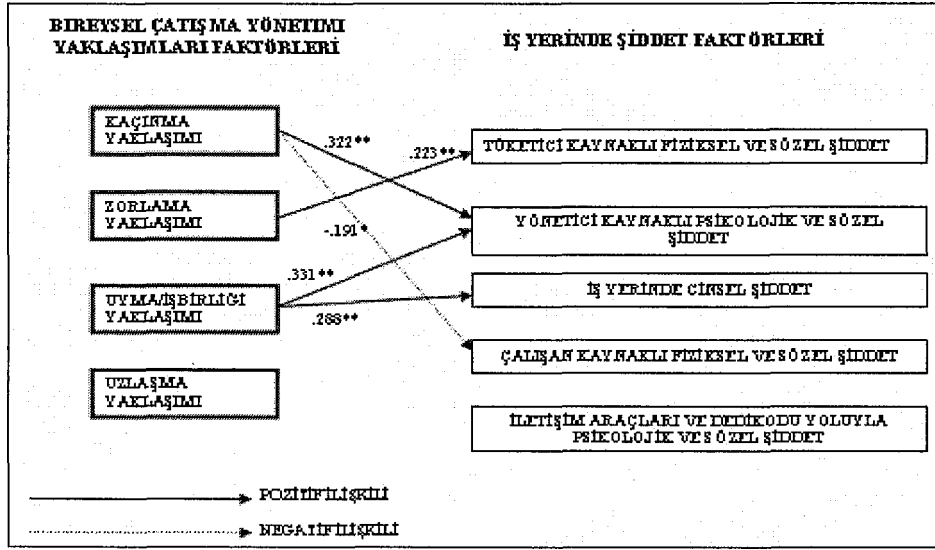 BİREYSEL ÇATIŞMA YÖNETİMİ
YAKLAŞIMLARI FAKTÖRLERİ
İŞ YERİNDE ŞİDDET FAKTÖRLERİ
KAÇINMA
YAKLAŞIMI
ZORLAMA
YAKLAŞIMI
UYMA/İŞBİRLİĞİ
YAKLAŞIMI
UZLAŞMA
YAKLAŞIMI
.322**
.223**
-.191*
.331**
.288**
TÜKETİCİ KAYNAKLI FİZİKSEL VE SÖZEL ŞİDDET
YÖNETİCİ KAYNAKLI PSİKOLOJİK VE SÖZEL
ŞİDDET
İŞ YERİNDE CİNSEL ŞİDDET
ÇALIŞAN KAYNAKLI FİZİKSEL VE SÖZEL ŞİDDET
İLETİŞİM ARAÇLARI VE DEDİKODU YOLUYLA
PSİKOLOJİK VE SÖZEL ŞİDDET
POZİTİF İLİŞKİLİ
NEGATİF İLİŞKİLİ